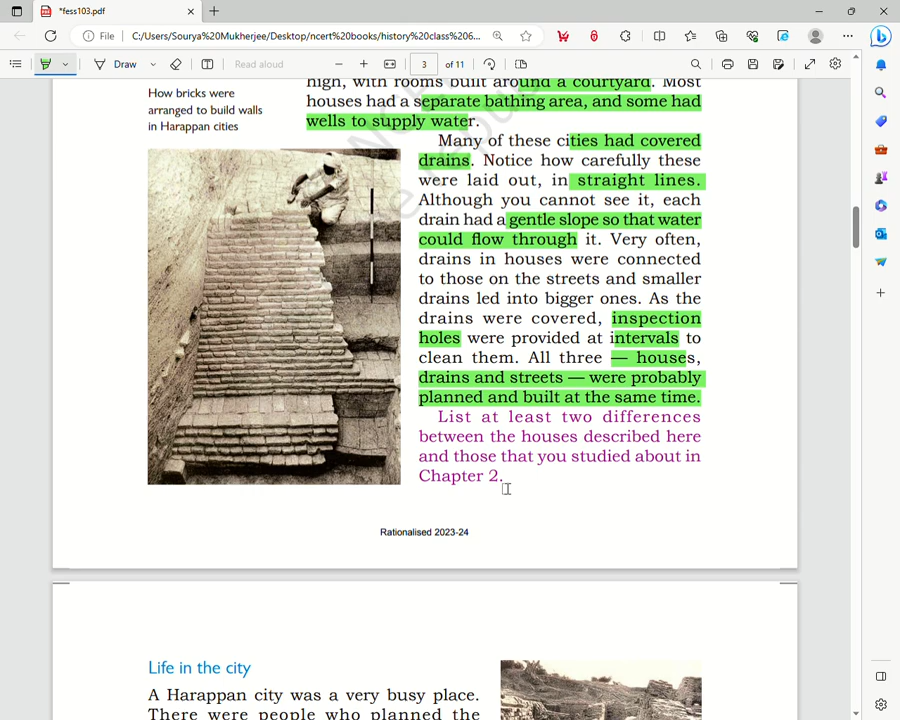 *fess103.pdf
File
C:/Users/Sourya%20Mukherjee/Desktop/ncert%20books/history%20class%206...
Draw
Read aloud
3
of 11
How bricks were
arranged to build walls
in Harappan cities
high, with rooms built around a courtyard. Most
houses had a separate bathing area, and some had
wells to supply water.
Many of these cities had covered
drains. Notice how carefully these
were laid out, in straight lines.
Although you cannot see it, each
drain had a gentle slope so that water
could flow through it. Very often,
drains in houses were connected
to those on the streets and smaller
drains led into bigger ones. As the
drains were covered, inspection
holes were provided at intervals to
clean them. All three — houses,
drains and streets — were probably
planned and built at the same time.
List at least two differences
between the houses described here
and those that you studied about in
Chapter 2.
Rationalised 2023-24
Life in the city
A Harappan city was a very busy place.
There were people who planned the